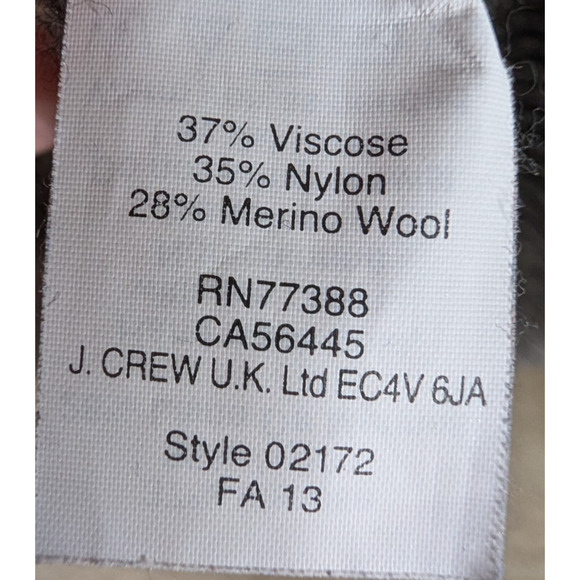 37% Viscose
35% Nylon
28% Merino Wool
RN77388
CA56445
J. CREW U.K. Ltd EC4V 6JA
Style 02172
FA 13